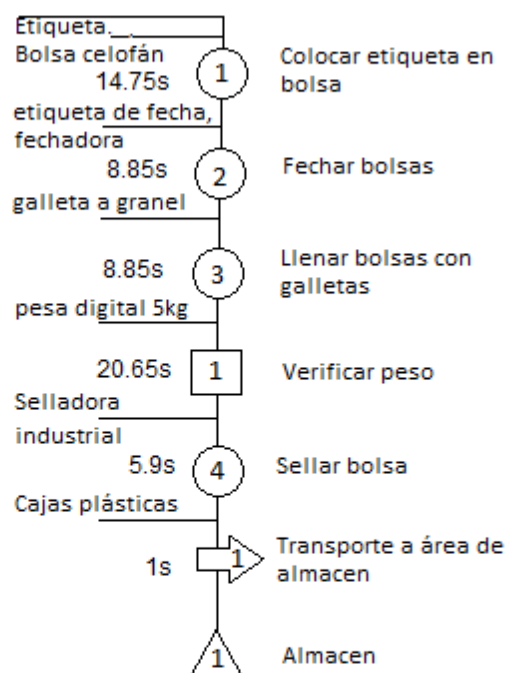 Etiqueta.
Bolsa celofán
14.75s
1
Colocar etiqueta en
bolsa
etiqueta de fecha,
fechadora
8.85s
2
Fechar bolsas
galleta a granel
8.85s
3
Llenar bolsas con
galletas
pesa digital 5kg
20.65s
1
Verificar peso
Selladora
industrial
5.9s
4
Sellar bolsa
Cajas plásticas
1s
1
Transporte a área de
almacen
1
Almacen